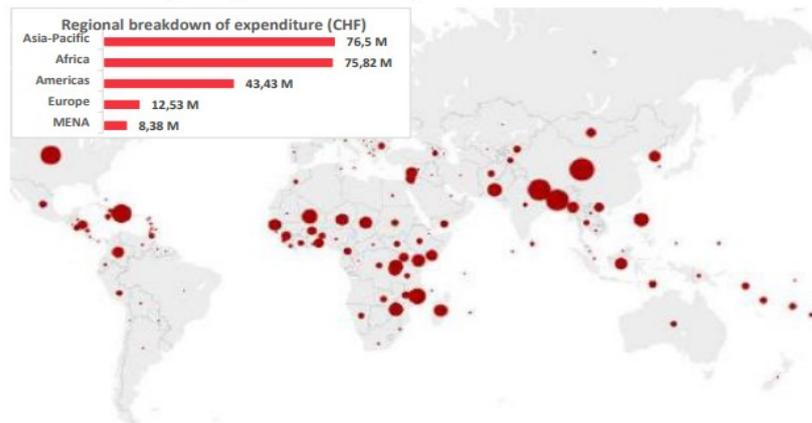 Regional breakdown of expenditure (CHF)
Asia-Pacific 76,5 M
Africa 75,82 M
Americas 43,43 M
Europe 12,53 M
MENA 8,38 M